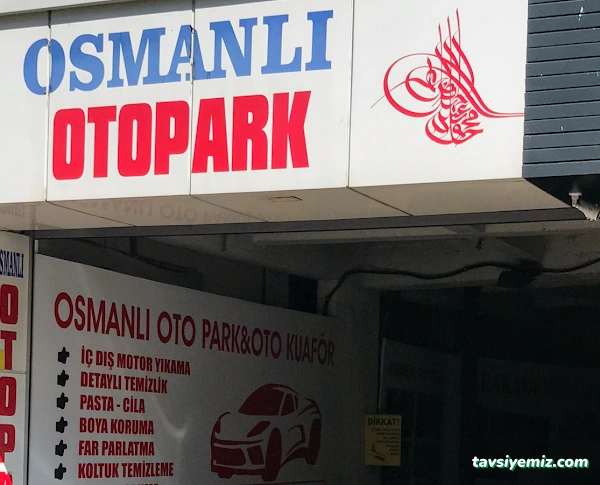 OSMANLI
OTOPARK
OSMANLI OTO PARK&OTO KUAFÖR
İÇ DIŞ MOTOR YIKAMA
DETAYLI TEMİZLİK
PASTA - CİLA
BOYA KORUMA
FAR PARLATMA
KOLTUK TEMİZLEME
DİKKAT!
tavsiyemiz.com